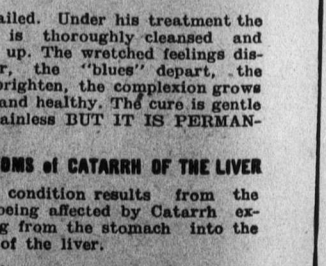 ailed. Under his treatment the
is thoroughly cleansed and
up. The wretched feelings dis-
r, the "blues" depart, the
brighten, the complexion grows
and healthy. The cure is gentle
ainless BUT IT IS PERMAN-
OMS of CATARRH OF THE LIVER
condition results from the
being affected by Catarrh ex-
g from the stomach into the
of the liver.